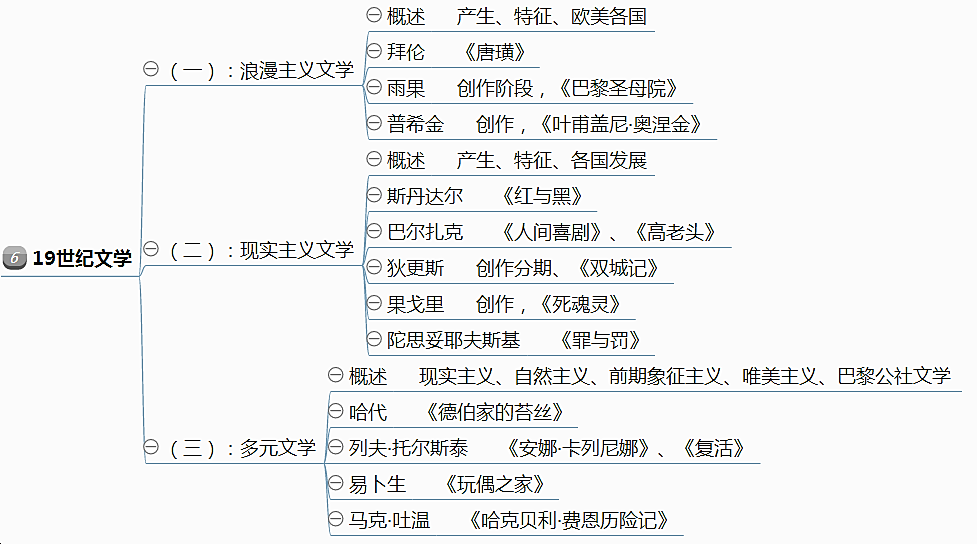 概述 产生、特征、欧美各国
拜伦 《唐璜》
（一）：浪漫主义文学
雨果 创作阶段，《巴黎圣母院》
普希金 创作，《叶甫盖尼·奥涅金》
概述 产生、特征、各国发展
斯丹达尔 《红与黑》
巴尔扎克 《人间喜剧》、《高老头》
（二）：现实主义文学
6 19世纪文学
狄更斯 创作分期、《双城记》
果戈里 创作，《死魂灵》
陀思妥耶夫斯基 《罪与罚》
概述 现实主义、自然主义、前期象征主义、唯美主义、巴黎公社文学
哈代 《德伯家的苔丝》
（三）：多元文学
列夫·托尔斯泰 《安娜·卡列尼娜》、《复活》
易卜生 《玩偶之家》
马克·吐温 《哈克贝利·费恩历险记》